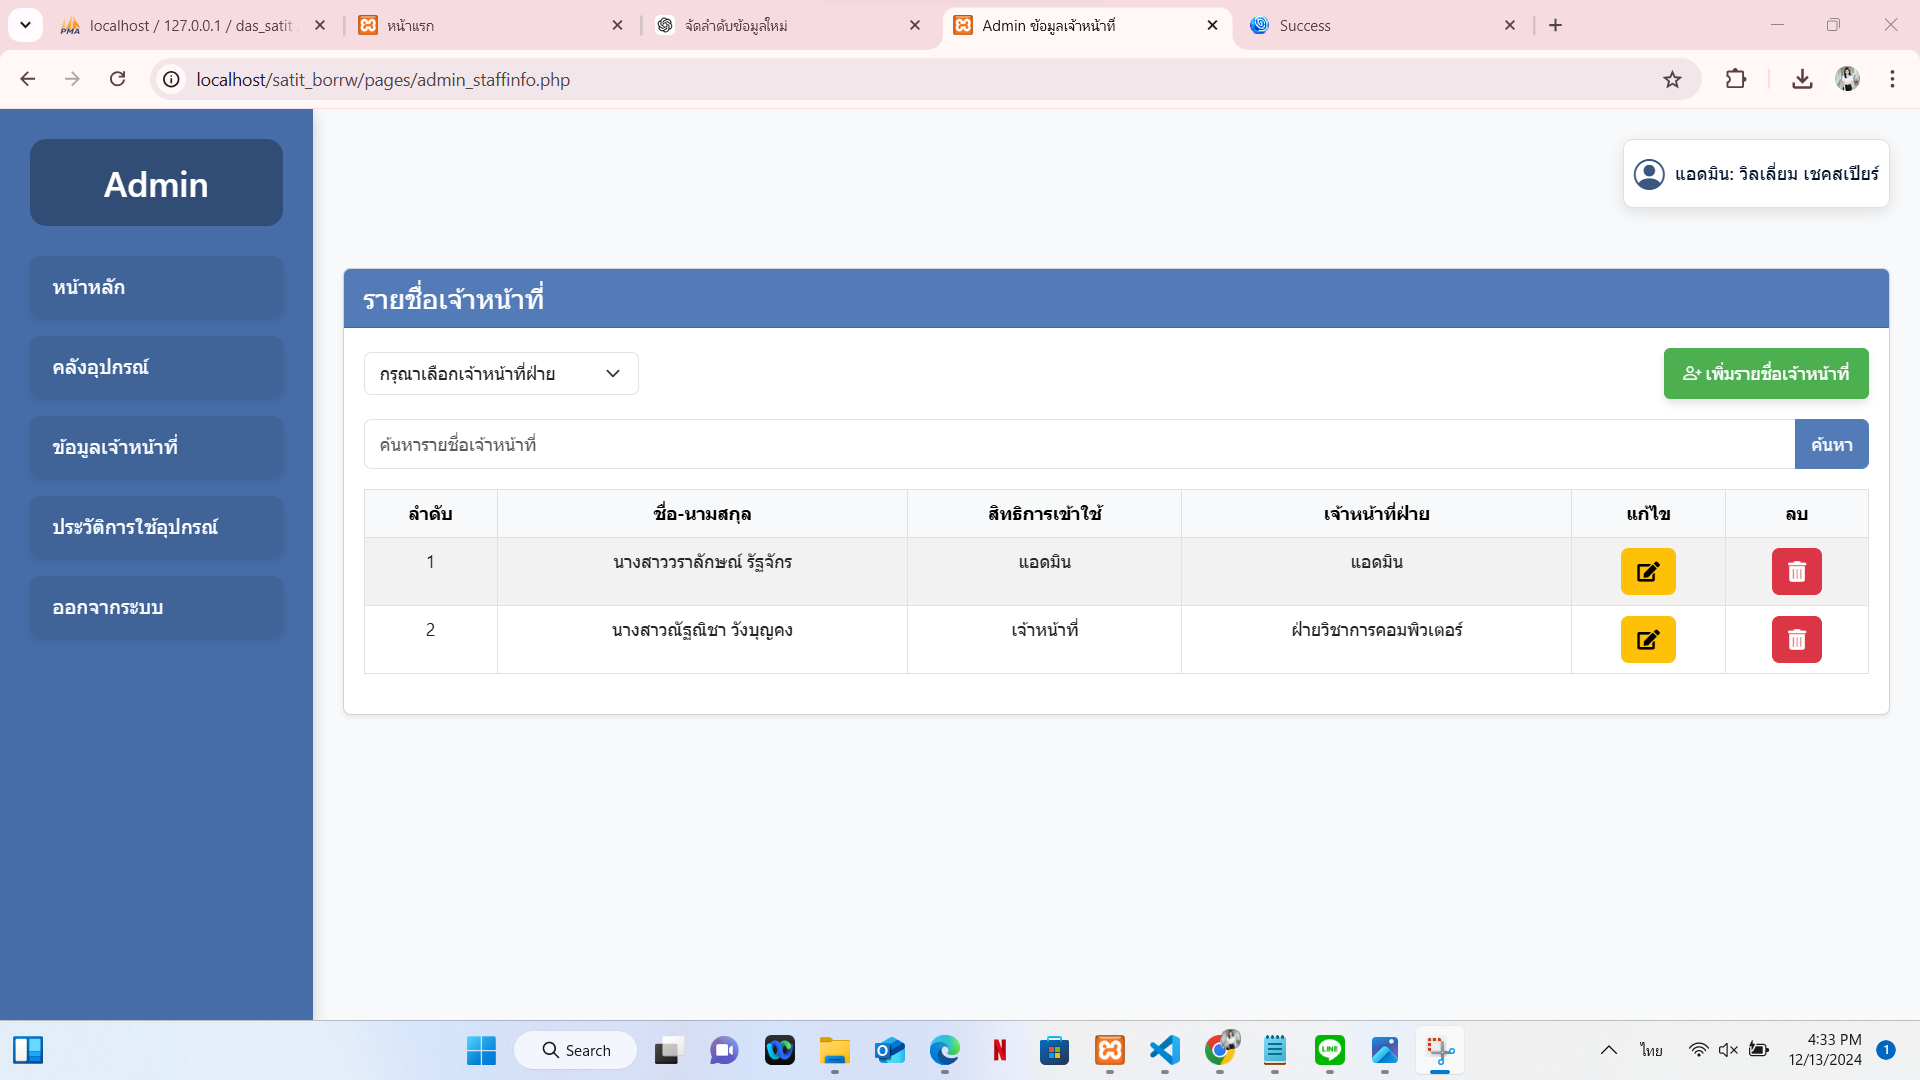 localhost / 127.0.0.1 / das_satit
หน้าแรก
จัดลำดับข้อมูลใหม่
Admin ข้อมูลเจ้าหน้าที่
Success
localhost/satit_borrw/pages/admin_staffinfo.php
Admin
แอดมิน: วิลเลี่ยม เชคสเปียร์
หน้าหลัก
คลังอุปกรณ์
ข้อมูลเจ้าหน้าที่
ประวัติการใช้อุปกรณ์
ออกจากระบบ
รายชื่อเจ้าหน้าที่
กรุณาเลือกเจ้าหน้าที่ฝ่าย
เพิ่มรายชื่อเจ้าหน้าที่
ค้นหารายชื่อเจ้าหน้าที่
ค้นหา
ลำดับ ชื่อ-นามสกุล สิทธิการเข้าใช้ เจ้าหน้าที่ฝ่าย แก้ไข ลบ
1 นางสาววราลักษณ์ รัฐจักร แอดมิน แอดมิน
2 นางสาวณัฐณิชา วังบุญคง เจ้าหน้าที่ ฝ่ายวิชาการคอมพิวเตอร์
Search
ไทย
4:33 PM
12/13/2024
1